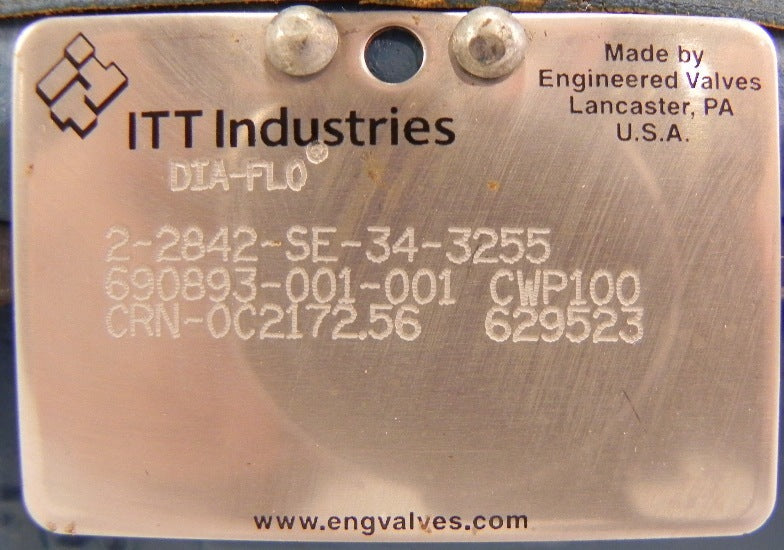 Made by
Engineered Valves
Lancaster, PA
U.S.A.
ITT Industries
DIA-FLO®
2-2842-SE-34-3255
690893-001-001 CWP100
CRN-0C2172.56 629523
www.engvalves.com